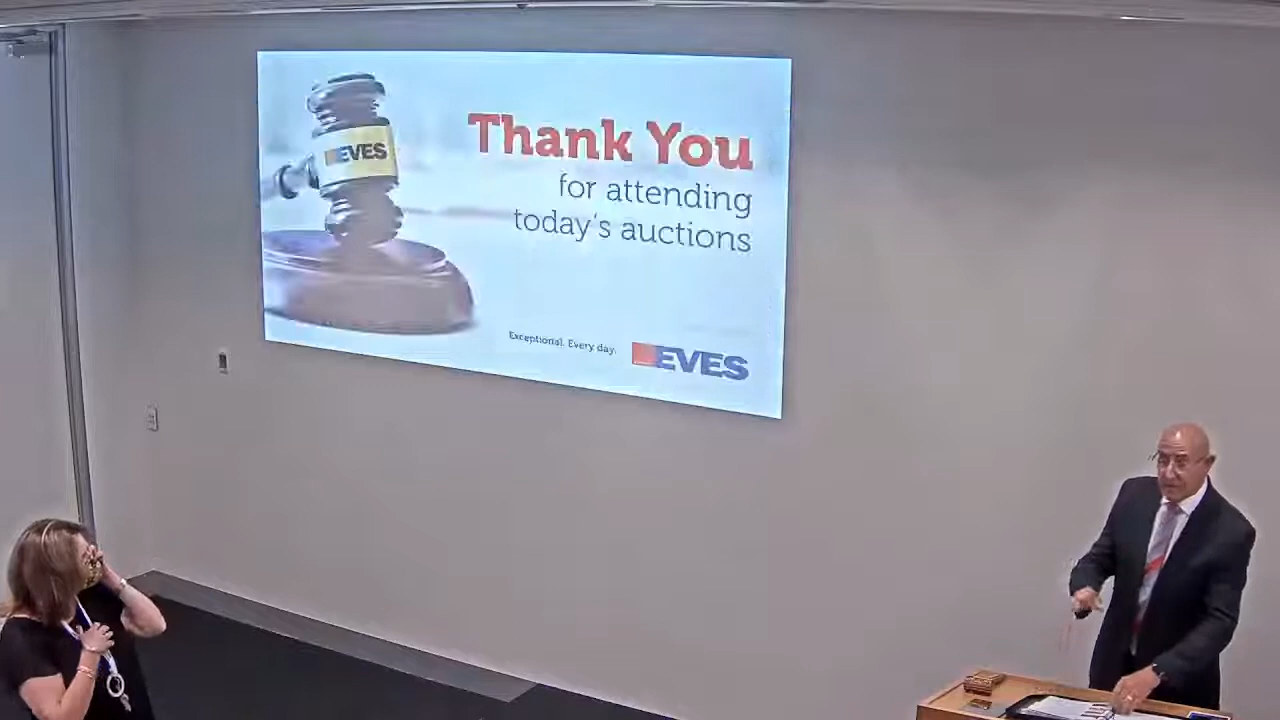 EVES
Thank You
for attending
today's auctions
Exceptional. Every day.
EVES